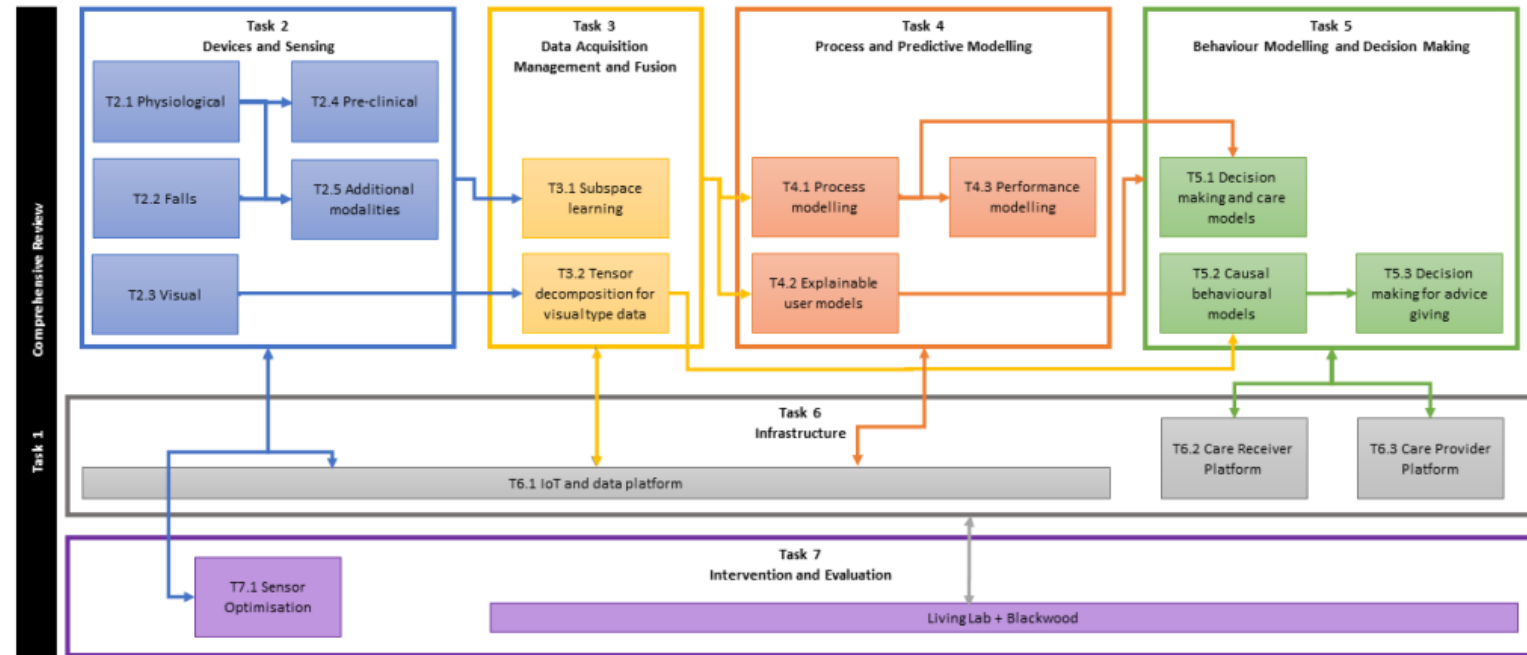 Task 1
Comprehensive Review
Task 2
Devices and Sensing
T2.1 Physiological
T2.4 Pre-clinical
T2.2 Falls
T2.5 Additional
modalities
T2.3 Visual
Task 3
Data Acquisition
Management and Fusion
T3.1 Subspace
learning
T3.2 Tensor
decomposition for
visual type data
Task 4
Process and Predictive Modelling
T4.1 Process
modelling
T4.3 Performance
modelling
T4.2 Explainable
user models
Task 5
Behaviour Modelling and Decision Making
T5.1 Decision
making and care
models
T5.2 Causal
behavioural
models
T5.3 Decision
making for advice
giving
Task 6
Infrastructure
T6.1 IoT and data platform
T6.2 Care Receiver
Platform
T6.3 Care Provider
Platform
Task 7
Intervention and Evaluation
T7.1 Sensor
Optimisation
Living Lab + Blackwood